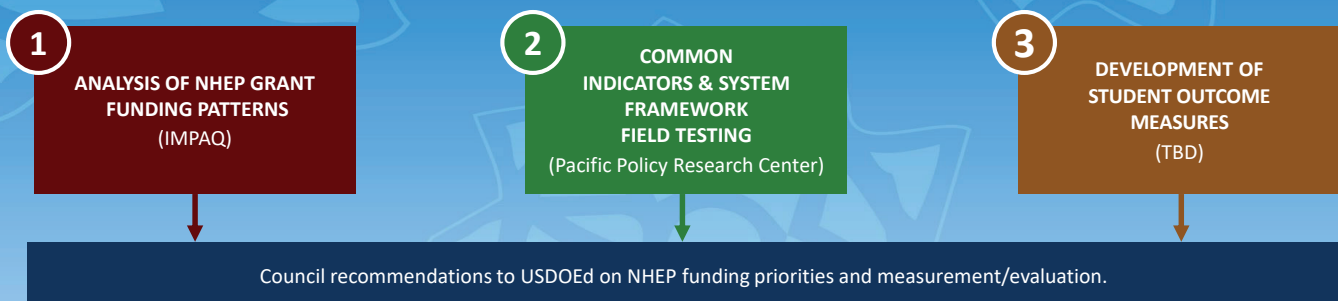 1
ANALYSIS OF NHEP GRANT
FUNDING PATTERNS
(IMPAQ)
2
COMMON
INDICATORS & SYSTEM
FRAMEWORK
FIELD TESTING
(Pacific Policy Research Center)
3
DEVELOPMENT OF
STUDENT OUTCOME
MEASURES
(TBD)
Council recommendations to USDOEd on NHEP funding priorities and measurement/evaluation.